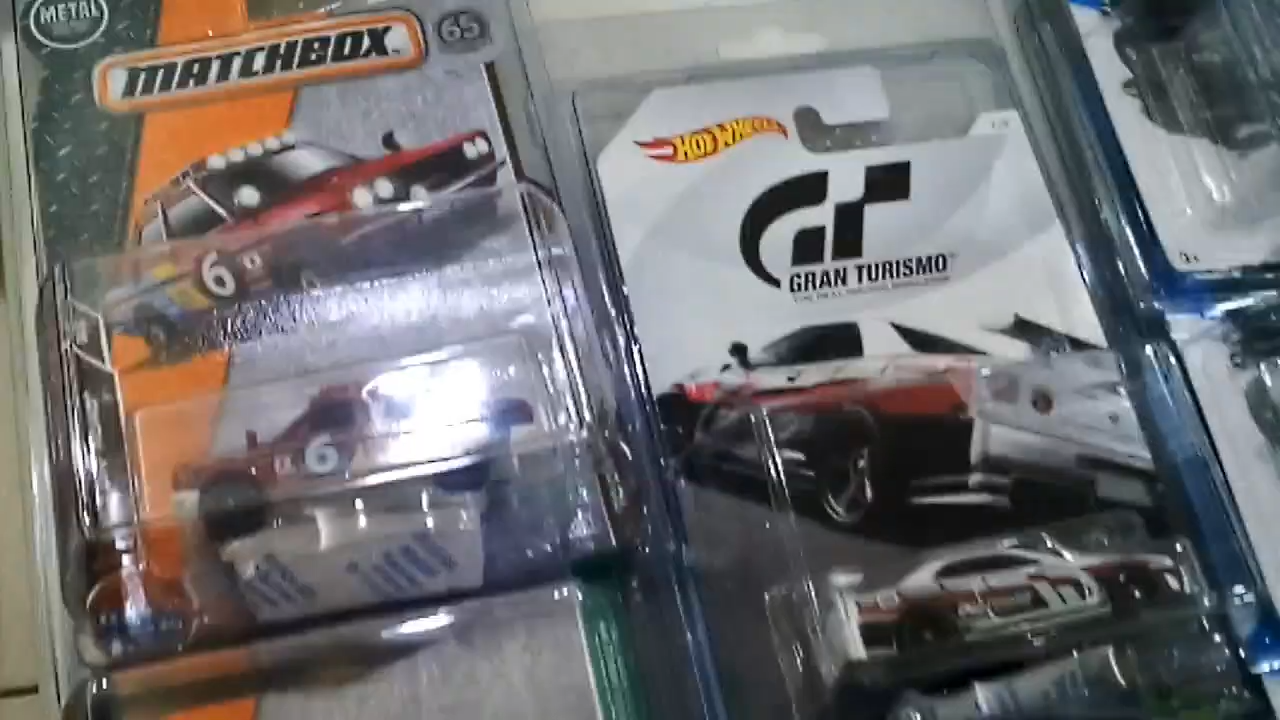 METAL
MATCHBOX
65
6
6
HOT WHEELS
GT
GRAN TURISMO